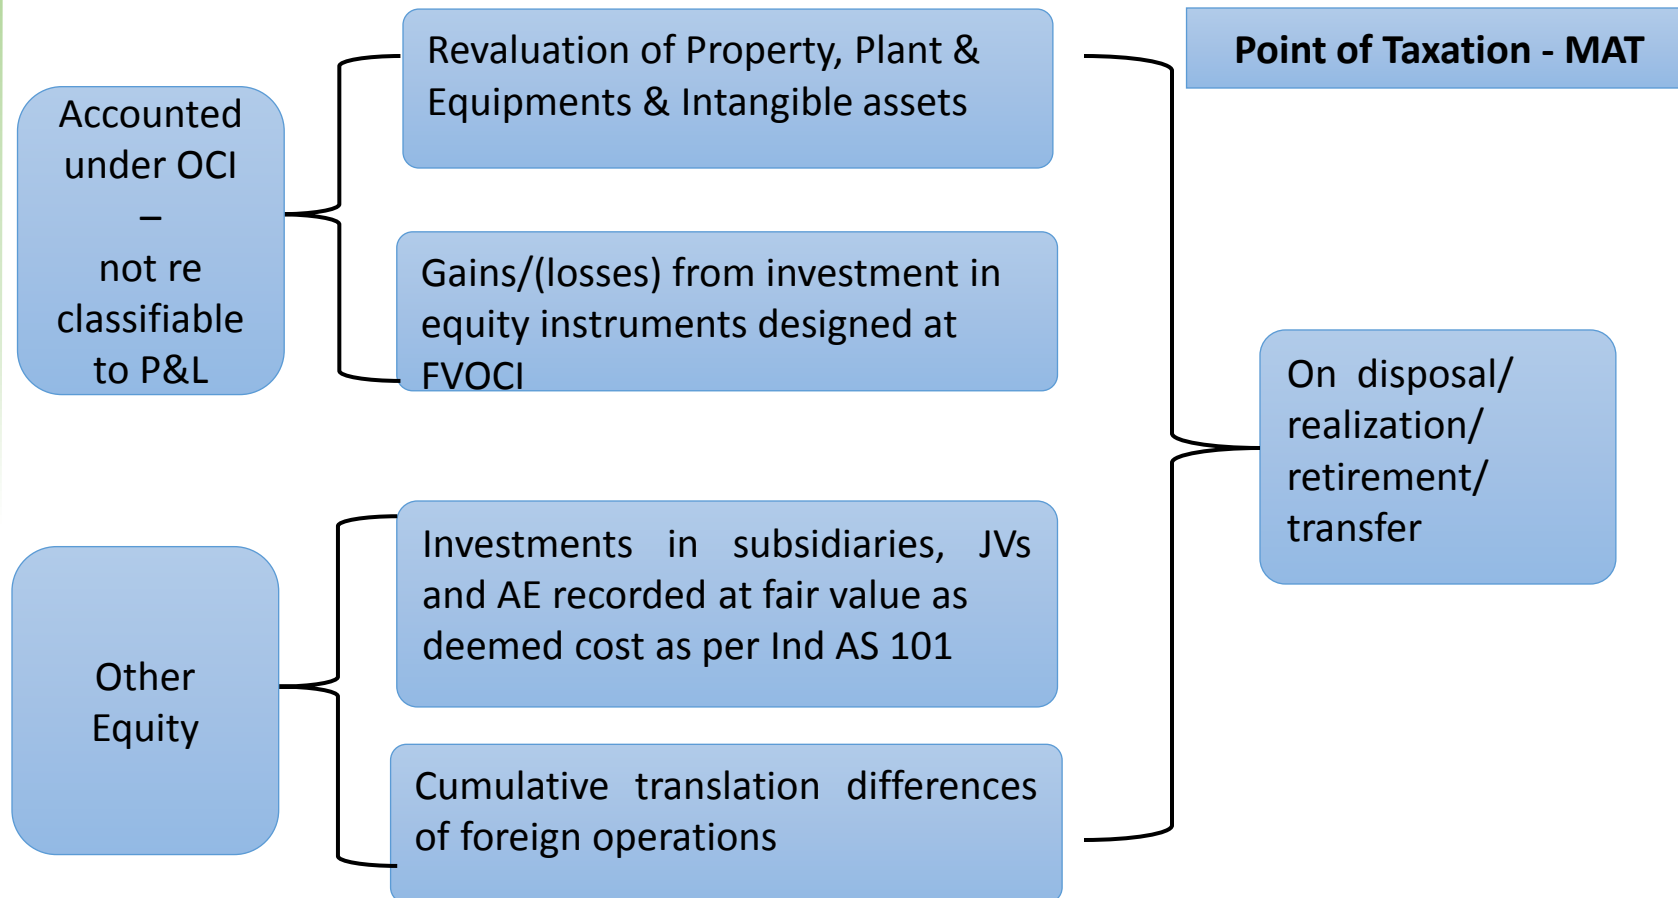 Point of Taxation - MAT
Accounted
under OCI
–
not re
classifiable
to P&L
Revaluation of Property, Plant &
Equipments & Intangible assets
Gains/(losses) from investment in
equity instruments designed at
FVOCI
Other
Equity
Investments in subsidiaries, JVs
and AE recorded at fair value as
deemed cost as per Ind AS 101
Cumulative translation differences
of foreign operations
On disposal/
realization/
retirement/
transfer